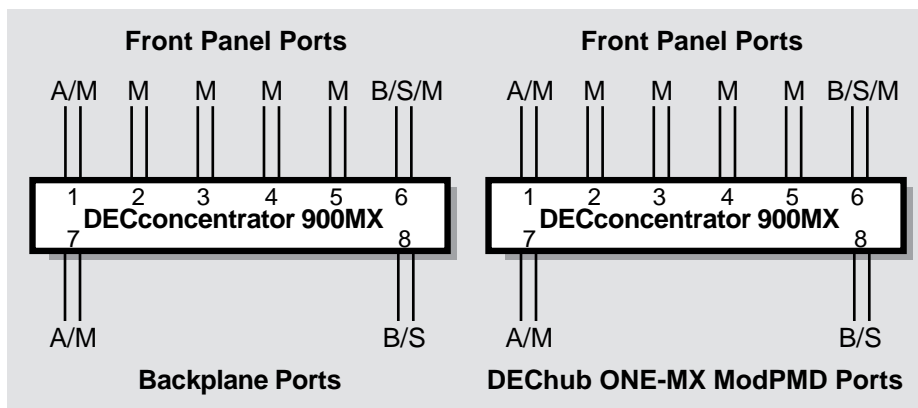 Front Panel Ports Front Panel Ports
A/M M M M M B/S/M A/M M M M M B/S/M
1 2 3 4 5 6 1 2 3 4 5 6
DECconcentrator 900MX DECconcentrator 900MX
7 8 7 8
A/M B/S A/M B/S
Backplane Ports DEChub ONE-MX ModPMD Ports